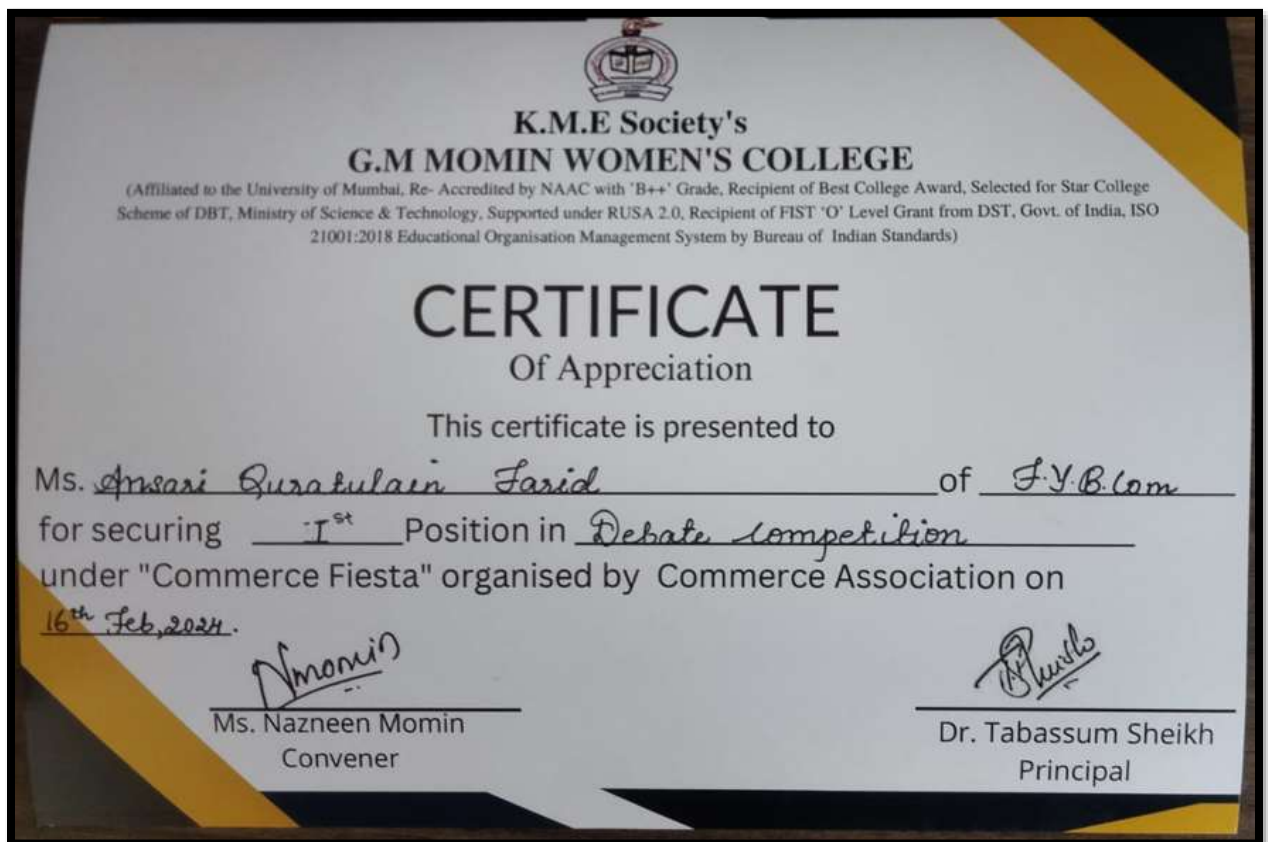 K.M.E Society's
G.M MOMIN WOMEN'S COLLEGE
(Affiliated to the University of Mumbai, Re- Accredited by NAAC with 'B++' Grade, Recipient of Best College Award, Selected for Star College
Scheme of DBT, Ministry of Science & Technology, Supported under RUSA 2.0, Recipient of FIST 'O' Level Grant from DST, Govt. of India, ISO
21001:2018 Educational Organisation Management System by Bureau of Indian Standards)
CERTIFICATE
Of Appreciation
This certificate is presented to
Ms. Ansari Quratulain Farid of F.Y.B.Com
for securing Ist Position in Debate Competition
under "Commerce Fiesta" organised by Commerce Association on
16th Feb, 2024.
NMomin
Ms. Nazneen Momin
Convener
Dr. Tabassum Sheikh
Principal